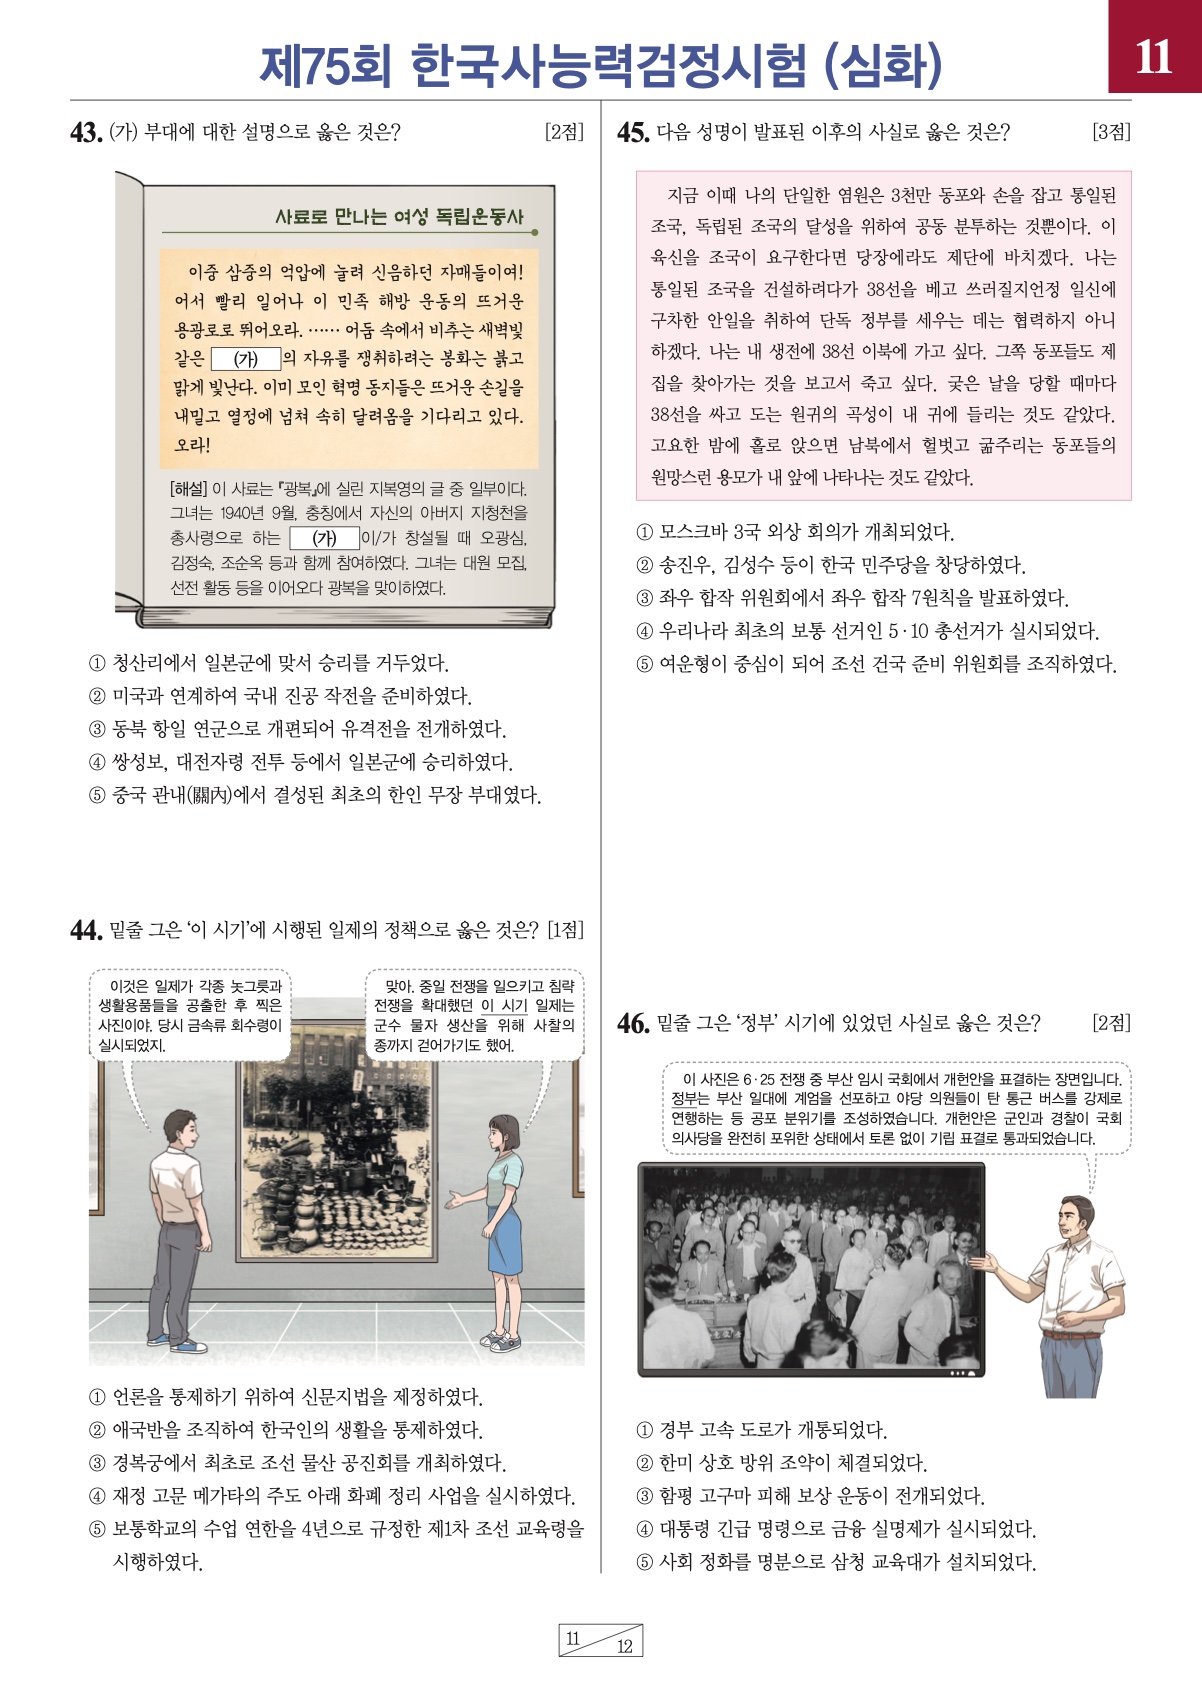 제75회 한국사능력검정시험 (심화)
11
43. (가) 부대에 대한 설명으로 옳은 것은? [2점]
사료로 만나는 여성 독립운동사
이중 삼중의 억압에 눌려 신음하던 자매들이여!
어서 빨리 일어나 이 민족 해방 운동의 뜨거운
용광로로 뛰어오라. …… 어둠 속에서 비추는 새벽빛
같은 (가) 의 자유를 쟁취하려는 봉화는 붉고
맑게 빛난다. 이미 모인 혁명 동지들은 뜨거운 손길을
내밀고 열정에 넘쳐 속히 달려옴을 기다리고 있다.
오라!
[해설] 이 사료는 『광복』에 실린 지복영의 글 중 일부이다.
그녀는 1940년 9월, 충칭에서 자신의 아버지 지청천을
총사령으로 하는 (가) 이/가 창설될 때 오광심,
김정숙, 조순옥 등과 함께 참여하였다. 그녀는 대원 모집,
선전 활동 등을 이어오다 광복을 맞이하였다.
① 청산리에서 일본군에 맞서 승리를 거두었다.
② 미국과 연계하여 국내 진공 작전을 준비하였다.
③ 동북 항일 연군으로 개편되어 유격전을 전개하였다.
④ 쌍성보, 대전자령 전투 등에서 일본군에 승리하였다.
⑤ 중국 관내(關內)에서 결성된 최초의 한인 무장 부대였다.
44. 밑줄 그은 ‘이 시기’에 시행된 일제의 정책으로 옳은 것은? [1점]
이것은 일제가 각종 놋그릇과
생활용품들을 공출한 후 찍은
사진이야. 당시 금속류 회수령이
실시되었지.
맞아. 중일 전쟁을 일으키고 침략
전쟁을 확대했던 이 시기 일제는
군수 물자 생산을 위해 사찰의
종까지 걷어가기도 했어.
① 언론을 통제하기 위하여 신문지법을 제정하였다.
② 애국반을 조직하여 한국인의 생활을 통제하였다.
③ 경복궁에서 최초로 조선 물산 공진회를 개최하였다.
④ 재정 고문 메가타의 주도 아래 화폐 정리 사업을 실시하였다.
⑤ 보통학교의 수업 연한을 4년으로 규정한 제1차 조선 교육령을
시행하였다.
45. 다음 성명이 발표된 이후의 사실로 옳은 것은? [3점]
지금 이때 나의 단일한 염원은 3천만 동포와 손을 잡고 통일된
조국, 독립된 조국의 달성을 위하여 공동 분투하는 것뿐이다. 이
육신을 조국이 요구한다면 당장에라도 제단에 바치겠다. 나는
통일된 조국을 건설하려다가 38선을 베고 쓰러질지언정 일신에
구차한 안일을 취하여 단독 정부를 세우는 데는 협력하지 아니
하겠다. 나는 내 생전에 38선 이북에 가고 싶다. 그쪽 동포들도 제
집을 찾아가는 것을 보고서 죽고 싶다. 궂은 날을 당할 때마다
38선을 싸고 도는 원귀의 곡성이 내 귀에 들리는 것도 같았다.
고요한 밤에 홀로 앉으면 남북에서 헐벗고 굶주리는 동포들의
원망스런 용모가 내 앞에 나타나는 것도 같았다.
① 모스크바 3국 외상 회의가 개최되었다.
② 송진우, 김성수 등이 한국 민주당을 창당하였다.
③ 좌우 합작 위원회에서 좌우 합작 7원칙을 발표하였다.
④ 우리나라 최초의 보통 선거인 5·10 총선거가 실시되었다.
⑤ 여운형이 중심이 되어 조선 건국 준비 위원회를 조직하였다.
46. 밑줄 그은 ‘정부’ 시기에 있었던 사실로 옳은 것은? [2점]
이 사진은 6·25 전쟁 중 부산 임시 국회에서 개헌안을 표결하는 장면입니다.
정부는 부산 일대에 계엄을 선포하고 야당 의원들이 탄 통근 버스를 강제로
연행하는 등 공포 분위기를 조성하였습니다. 개헌안은 군인과 경찰이 국회
의사당을 완전히 포위한 상태에서 토론 없이 기립 표결로 통과되었습니다.
① 경부 고속 도로가 개통되었다.
② 한미 상호 방위 조약이 체결되었다.
③ 함평 고구마 피해 보상 운동이 전개되었다.
④ 대통령 긴급 명령으로 금융 실명제가 실시되었다.
⑤ 사회 정화를 명분으로 삼청 교육대가 설치되었다.
11
12